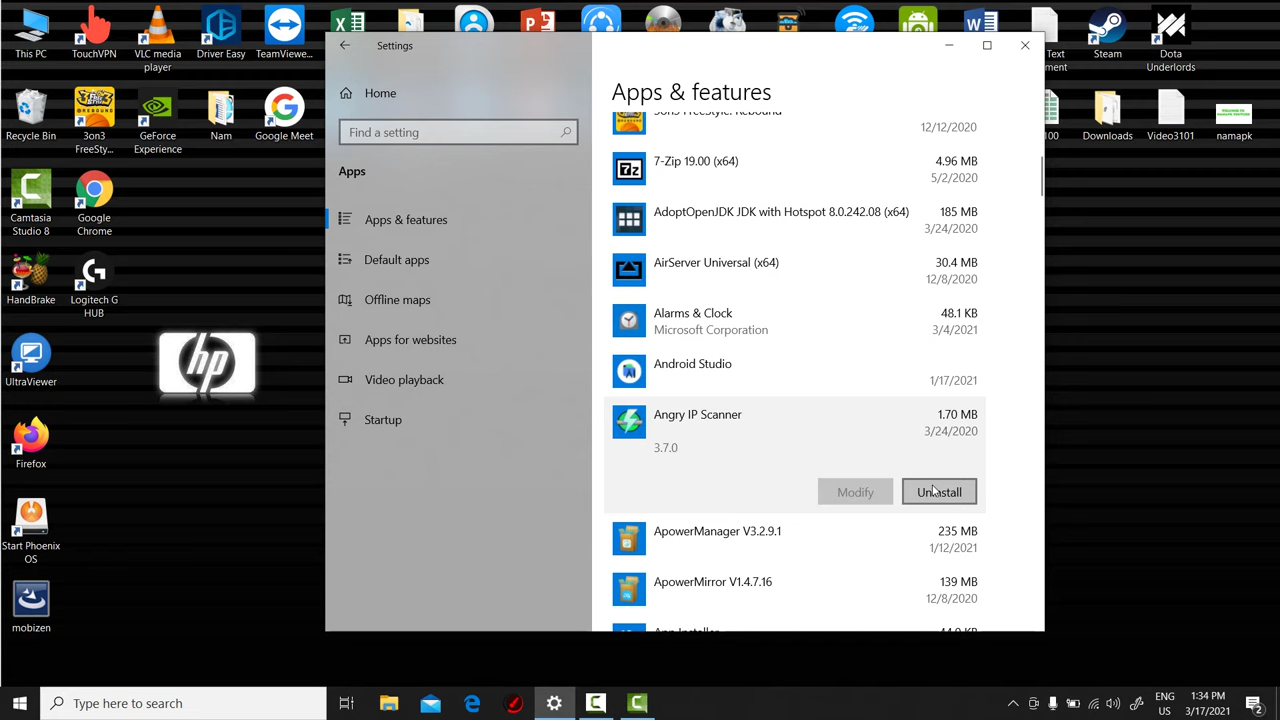 This PC
TouchVPN
VLC media
player
Driver Easy
TeamViewe...
Text
ment
Steam
Dota
Underlords
Recycle Bin
3on3
FreeSty...
GeForce
Experience
Nam
Google Meet
100
Downloads
Video3101
namapk
Camtasia
Studio 8
Google
Chrome
HandBrake
Logitech G
HUB
UltraViewer
Firefox
Start Phoenix
OS
mobizen
hp
Settings
Home
Find a setting
Apps
Apps & features
Default apps
Offline maps
Apps for websites
Video playback
Startup
Apps & features
3on3 FreeStyle: Rebound
12/12/2020
7-Zip 19.00 (x64)
4.96 MB
5/2/2020
AdoptOpenJDK JDK with Hotspot 8.0.242.08 (x64)
185 MB
3/24/2020
AirServer Universal (x64)
30.4 MB
12/8/2020
Alarms & Clock
48.1 KB
Microsoft Corporation
3/4/2021
Android Studio
1/17/2021
Angry IP Scanner
1.70 MB
3/24/2020
3.7.0
Modify
Uninstall
ApowerManager V3.2.9.1
235 MB
1/12/2021
ApowerMirror V1.4.7.16
139 MB
12/8/2020
App Installer
44.0 KB
Type here to search
ENG
US
1:34 PM
3/17/2021
2